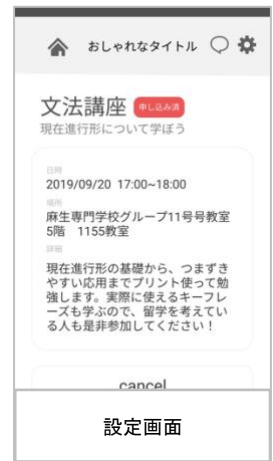 おしゃれなタイトル
文法講座 申し込み済
現在進行形について学ぼう
日時
2019/09/20 17:00~18:00
場所
麻生専門学校グループ11号号教室
5階 1155教室
詳細
現在進行形の基礎から、つまずき
やすい応用までプリント使って勉
強します。実際に使えるキーフレ
ーズも学ぶので、留学を考えてい
る人も是非参加してください！
cancel
設定画面